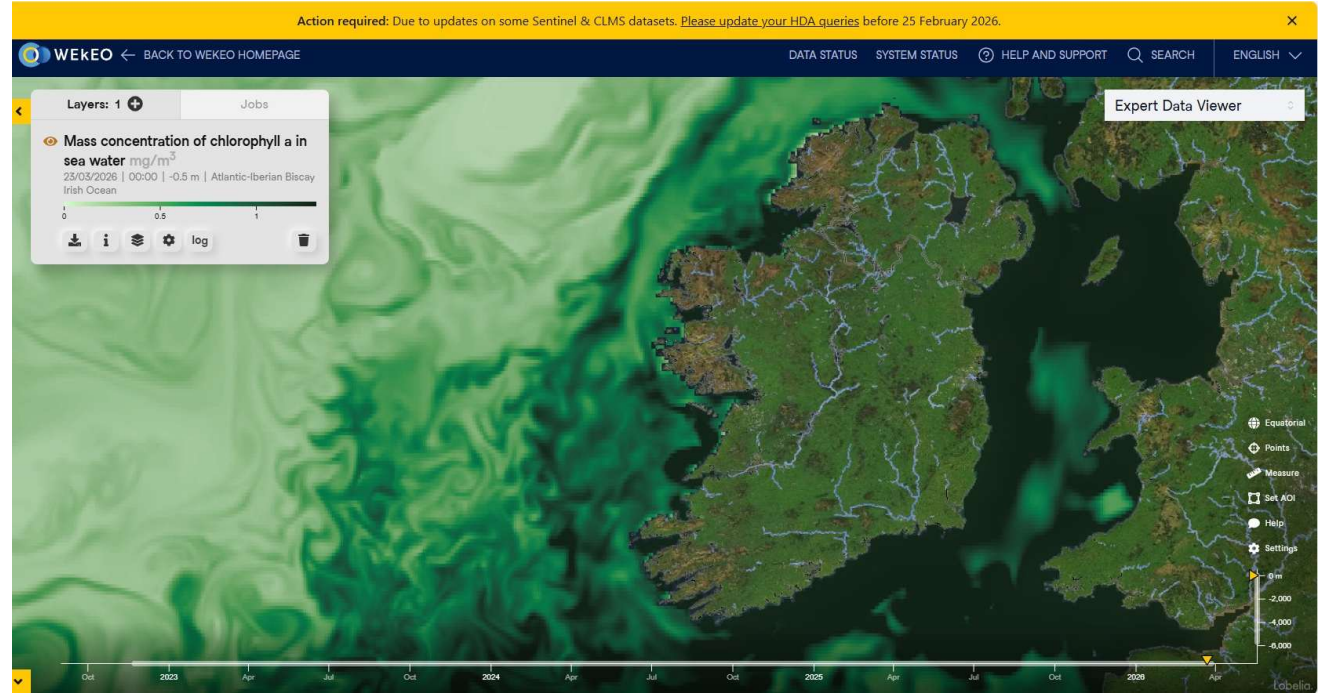 Action required: Due to updates on some Sentinel & CLMS datasets. Please update your HDA queries before 25 February 2026.
WEkEO ← BACK TO WEKEO HOMEPAGE DATA STATUS SYSTEM STATUS HELP AND SUPPORT SEARCH ENGLISH
Layers: 1 Jobs
Expert Data Viewer
Mass concentration of chlorophyll a in
sea water mg/m³
23/03/2026 | 00:00 | -0.5 m | Atlantic-Iberian Biscay
Irish Ocean
0 0.5 1
log
Equatorial
Points
Measure
Set AOI
Help
Settings
0 m
-2,000
-4,000
-6,000
Oct 2023 Apr Jul Oct 2024 Apr Jul Oct 2025 Apr Jul Oct 2026 Apr
Lobelia.